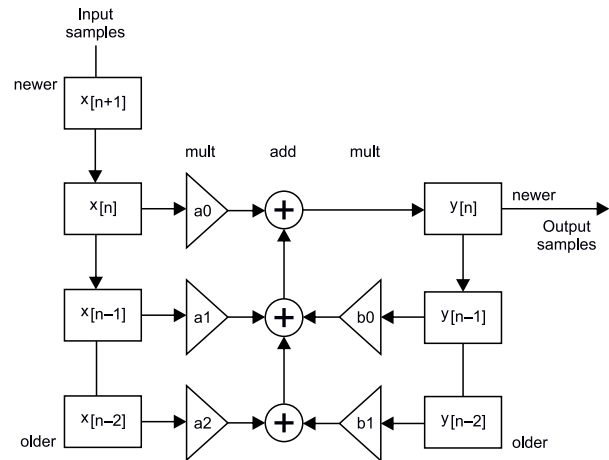 Input
samples
newer
x[n+1]
mult
add
mult
x[n]
a0
+
y[n]
newer
Output
samples
x[n–1]
a1
+
b0
y[n–1]
x[n–2]
a2
+
b1
y[n–2]
older
older